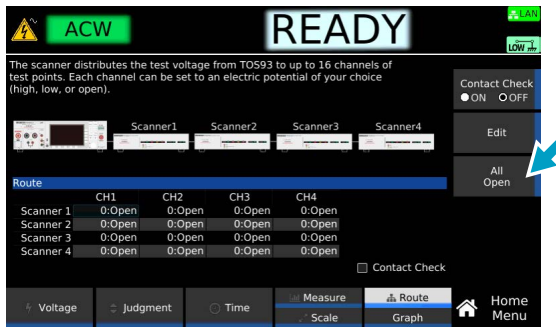 ACW
READY
LAN
LOW
The scanner distributes the test voltage from TOS93 to up to 16 channels of
test points. Each channel can be set to an electric potential of your choice
(high, low, or open).
Contact Check
ON OFF
Edit
All
Open
Scanner1 Scanner2 Scanner3 Scanner4
Route
CH1 CH2 CH3 CH4
Scanner 1 0:Open 0:Open 0:Open 0:Open
Scanner 2 0:Open 0:Open 0:Open 0:Open
Scanner 3 0:Open 0:Open 0:Open 0:Open
Scanner 4 0:Open 0:Open 0:Open 0:Open
Contact Check
Voltage Judgment Time Measure Route
Scale Graph
Home
Menu